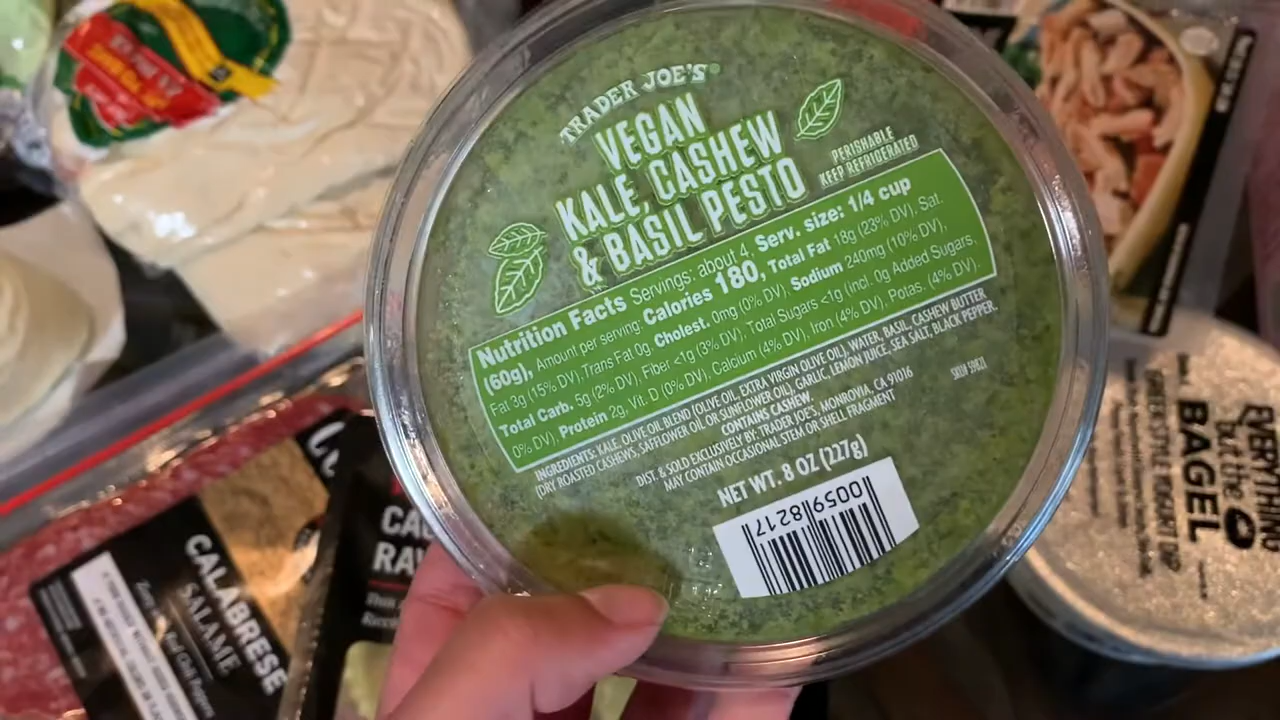 TRADER JOE'S
VEGAN
KALE, CASHEW
& BASIL PESTO
PERISHABLE
KEEP REFRIGERATED
Nutrition Facts Servings: about 4, Serv. size: 1/4 cup
(60g), Amount per serving: Calories 180, Total Fat 18g (23% DV), Sat.
Fat 3g (15% DV), Trans Fat 0g, Cholest. 0mg (0% DV), Sodium 240mg (10% DV),
Total Carb. 5g (2% DV), Fiber <1g (3% DV), Total Sugars <1g (incl. 0g Added Sugars,
0% DV), Protein 2g, Vit. D (0% DV), Calcium (4% DV), Iron (4% DV), Potas. (4% DV).
INGREDIENTS: KALE, OLIVE OIL BLEND (OLIVE OIL, EXTRA VIRGIN OLIVE OIL), WATER, BASIL, CASHEW BUTTER
(DRY ROASTED CASHEWS, SAFFLOWER OIL OR SUNFLOWER OIL), GARLIC, LEMON JUICE, SEA SALT, BLACK PEPPER.
CONTAINS CASHEW.
DIST. & SOLD EXCLUSIVELY BY: TRADER JOE'S, MONROVIA, CA 91016
MAY CONTAIN OCCASIONAL STEM OR SHELL FRAGMENT
NET WT. 8 OZ (227g)
0059 8217
CALABRESE
SALAME
EVERYTHING
but the
BAGEL
YOGURT DIP